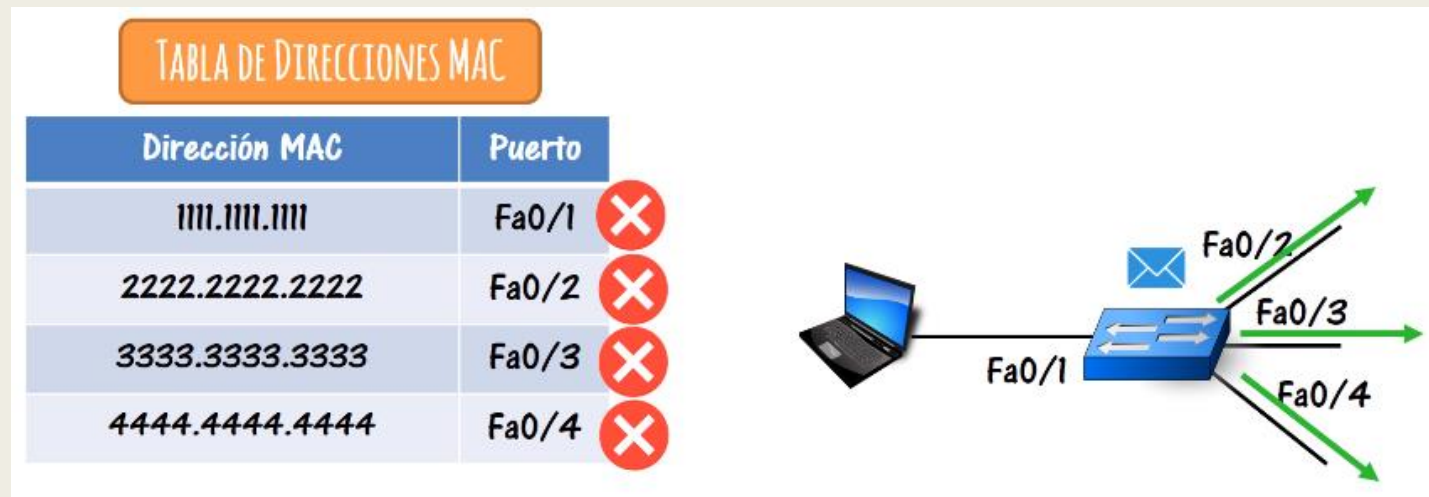 TABLA DE DIRECCIONES MAC
Dirección MAC Puerto
1111.1111.1111 Fa0/1
2222.2222.2222 Fa0/2
3333.3333.3333 Fa0/3
4444.4444.4444 Fa0/4
Fa0/2
Fa0/3
Fa0/1
Fa0/4